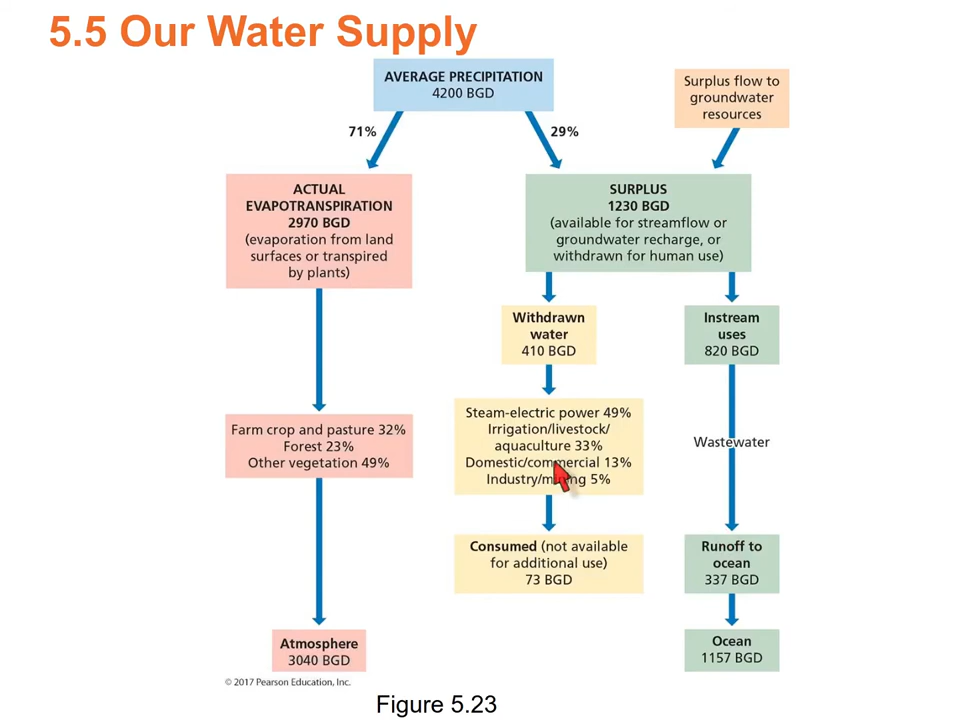 5.5 Our Water Supply
AVERAGE PRECIPITATION
4200 BGD
Surplus flow to
groundwater
resources
71%
29%
ACTUAL
EVAPOTRANSPIRATION
2970 BGD
(evaporation from land
surfaces or transpired
by plants)
SURPLUS
1230 BGD
(available for streamflow or
groundwater recharge, or
withdrawn for human use)
Withdrawn
water
410 BGD
Instream
uses
820 BGD
Farm crop and pasture 32%
Forest 23%
Other vegetation 49%
Steam-electric power 49%
Irrigation/livestock/
aquaculture 33%
Domestic/commercial 13%
Industry/mining 5%
Wastewater
Consumed (not available
for additional use)
73 BGD
Runoff to
ocean
337 BGD
Atmosphere
3040 BGD
Ocean
1157 BGD
© 2017 Pearson Education, Inc.
Figure 5.23